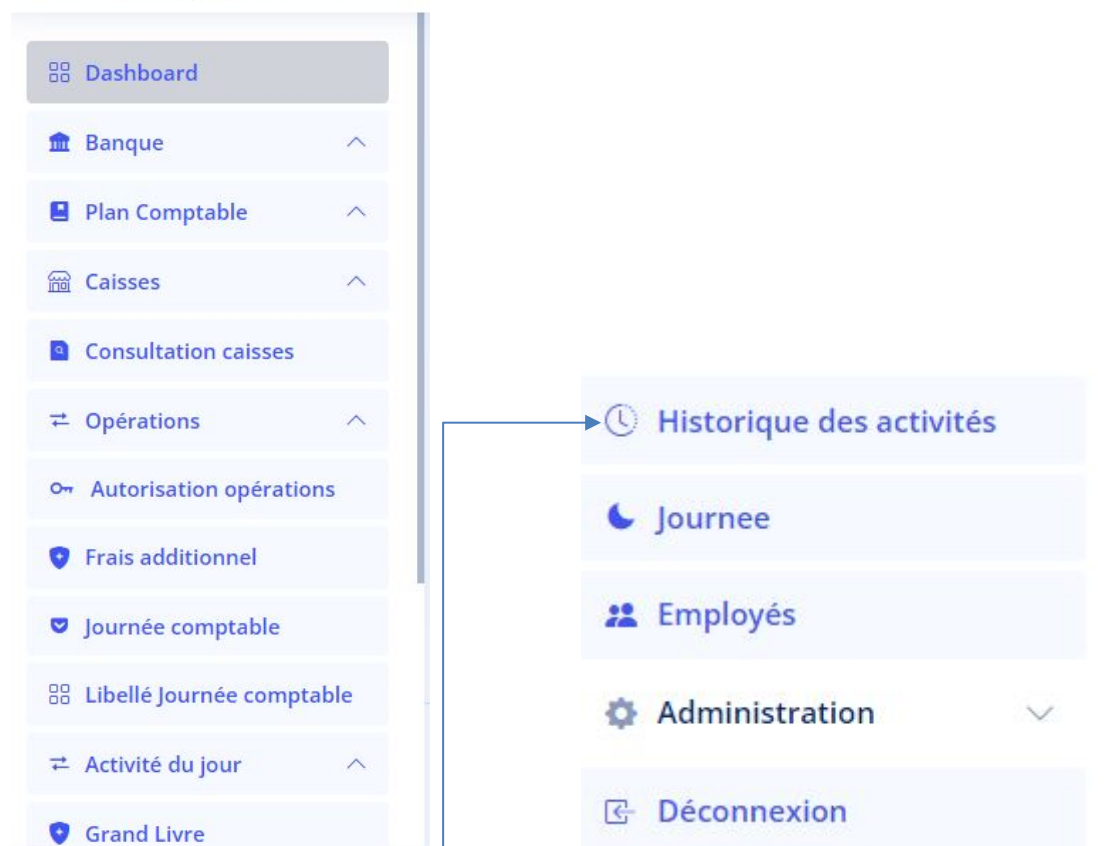 Dashboard
Banque
Plan Comptable
Caisses
Consultation caisses
Opérations
Autorisation opérations
Frais additionnel
Journée comptable
Libellé Journée comptable
Activité du jour
Grand Livre
Historique des activités
Journee
Employés
Administration
Déconnexion